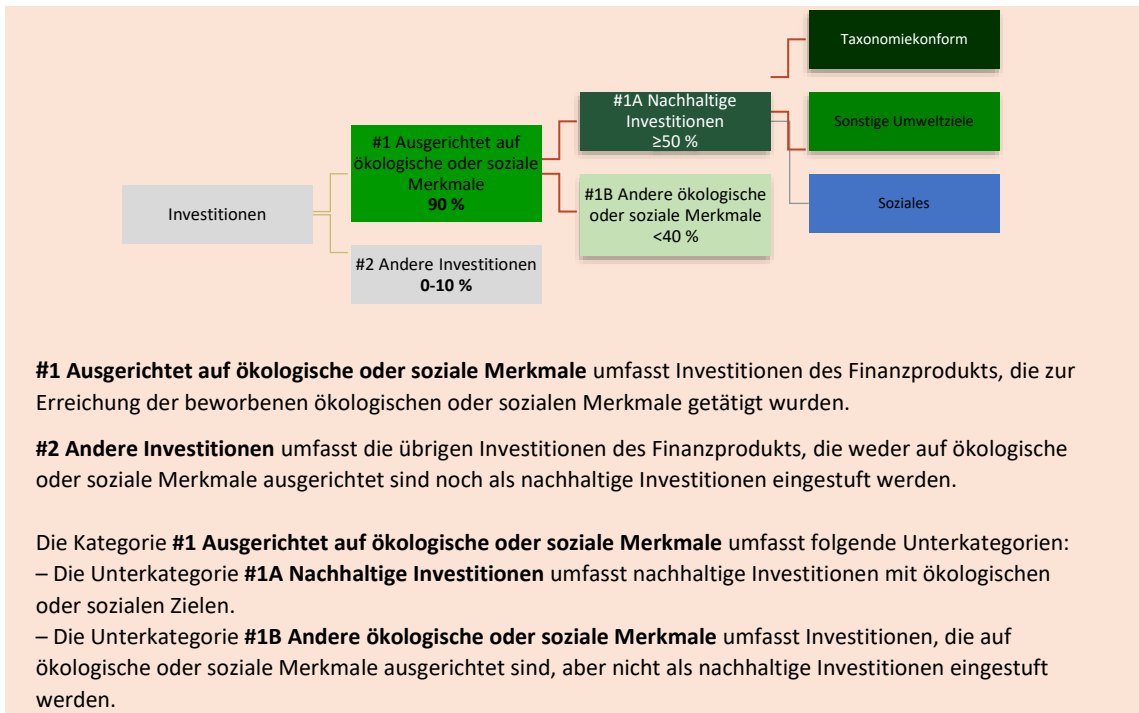 Taxonomiekonform
#1A Nachhaltige
Investitionen
≥50 %
Sonstige Umweltziele
#1 Ausgerichtet auf
ökologische oder soziale
Merkmale
90 %
#1B Andere ökologische
oder soziale Merkmale
<40 %
Soziales
Investitionen
#2 Andere Investitionen
0-10 %
#1 Ausgerichtet auf ökologische oder soziale Merkmale umfasst Investitionen des Finanzprodukts, die zur
Erreichung der beworbenen ökologischen oder sozialen Merkmale getätigt wurden.
#2 Andere Investitionen umfasst die übrigen Investitionen des Finanzprodukts, die weder auf ökologische
oder soziale Merkmale ausgerichtet sind noch als nachhaltige Investitionen eingestuft werden.
Die Kategorie #1 Ausgerichtet auf ökologische oder soziale Merkmale umfasst folgende Unterkategorien:
– Die Unterkategorie #1A Nachhaltige Investitionen umfasst nachhaltige Investitionen mit ökologischen
oder sozialen Zielen.
– Die Unterkategorie #1B Andere ökologische oder soziale Merkmale umfasst Investitionen, die auf
ökologische oder soziale Merkmale ausgerichtet sind, aber nicht als nachhaltige Investitionen eingestuft
werden.